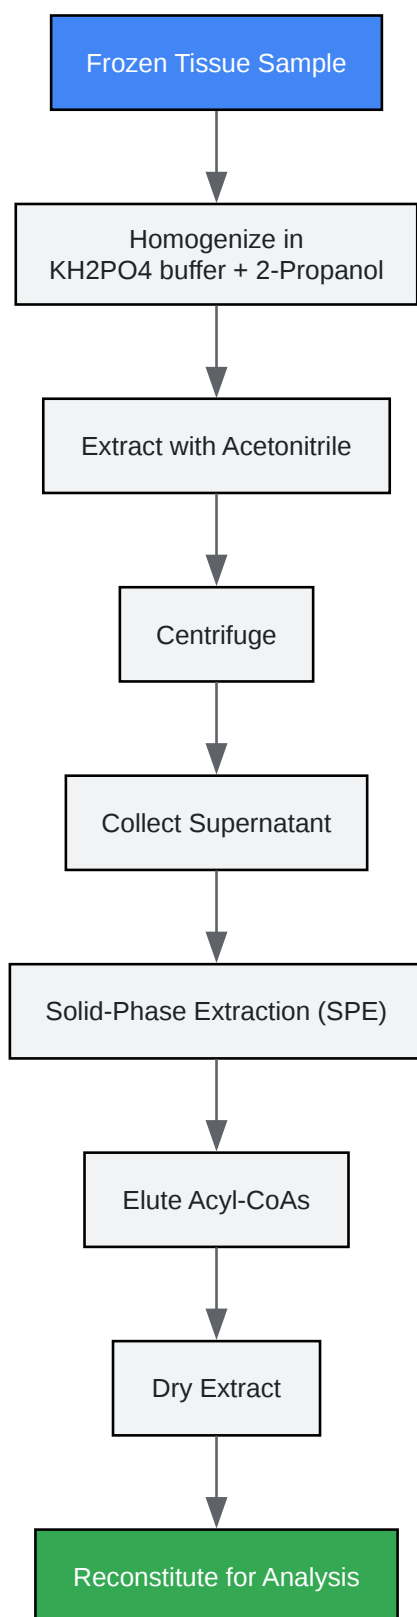 Frozen Tissue Sample
Homogenize in
KH2PO4 buffer + 2-Propanol
Extract with Acetonitrile
Centrifuge
Collect Supernatant
Solid-Phase Extraction (SPE)
Elute Acyl-CoAs
Dry Extract
Reconstitute for Analysis